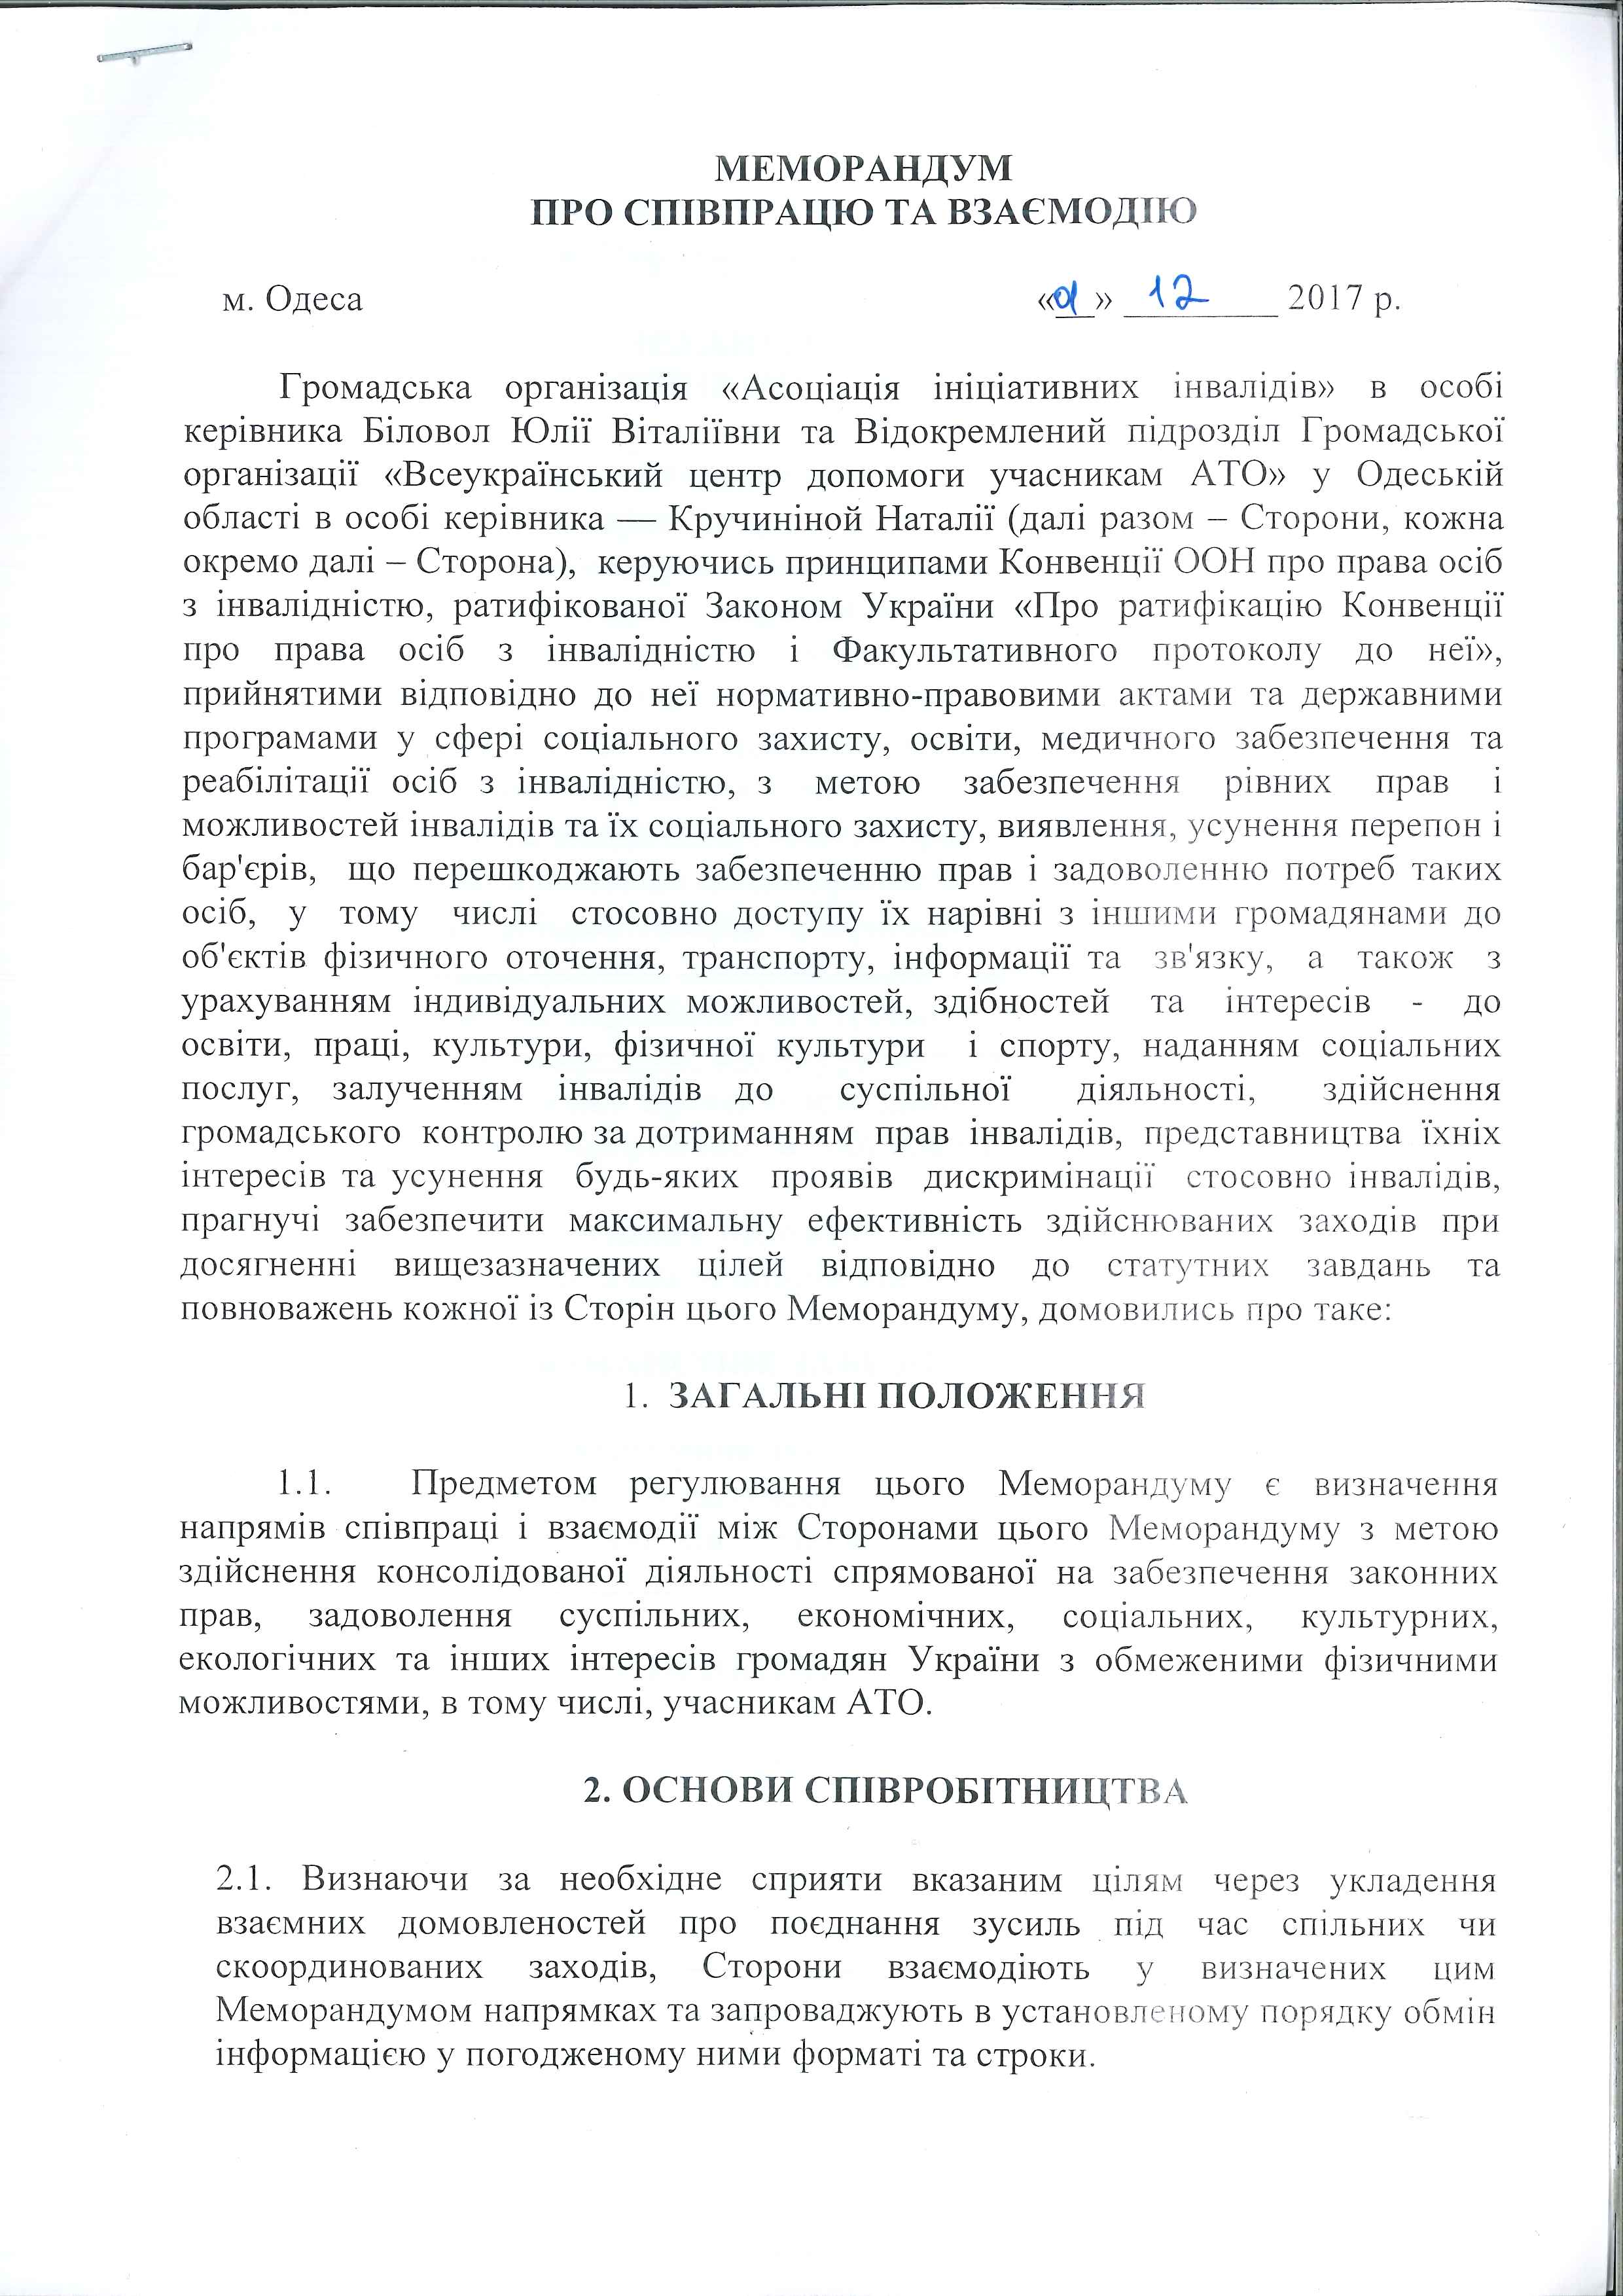 МЕМОРАНДУМ
ПРО СПІВПРАЦЮ ТА ВЗАЄМОДІЮ
м. Одеса «01» 12 2017 р.
Громадська організація «Асоціація ініціативних інвалідів» в особі
керівника Біловол Юлії Віталіївни та Відокремлений підрозділ Громадської
організації «Всеукраїнський центр допомоги учасникам АТО» у Одеській
області в особі керівника — Кручиніной Наталії (далі разом – Сторони, кожна
окремо далі – Сторона), керуючись принципами Конвенції ООН про права осіб
з інвалідністю, ратифікованої Законом України «Про ратифікацію Конвенції
про права осіб з інвалідністю і Факультативного протоколу до неї»,
прийнятими відповідно до неї нормативно-правовими актами та державними
програмами у сфері соціального захисту, освіти, медичного забезпечення та
реабілітації осіб з інвалідністю, з метою забезпечення рівних прав і
можливостей інвалідів та їх соціального захисту, виявлення, усунення перепон і
бар'єрів, що перешкоджають забезпеченню прав і задоволенню потреб таких
осіб, у тому числі стосовно доступу їх нарівні з іншими громадянами до
об'єктів фізичного оточення, транспорту, інформації та зв'язку, а також з
урахуванням індивідуальних можливостей, здібностей та інтересів - до
освіти, праці, культури, фізичної культури і спорту, наданням соціальних
послуг, залученням інвалідів до суспільної діяльності, здійснення
громадського контролю за дотриманням прав інвалідів, представництва їхніх
інтересів та усунення будь-яких проявів дискримінації стосовно інвалідів,
прагнучі забезпечити максимальну ефективність здійснюваних заходів при
досягненні вищезазначених цілей відповідно до статутних завдань та
повноважень кожної із Сторін цього Меморандуму, домовились про таке:
1. ЗАГАЛЬНІ ПОЛОЖЕННЯ
1.1. Предметом регулювання цього Меморандуму є визначення
напрямів співпраці і взаємодії між Сторонами цього Меморандуму з метою
здійснення консолідованої діяльності спрямованої на забезпечення законних
прав, задоволення суспільних, економічних, соціальних, культурних,
екологічних та інших інтересів громадян України з обмеженими фізичними
можливостями, в тому числі, учасникам АТО.
2. ОСНОВИ СПІВРОБІТНИЦТВА
2.1. Визнаючи за необхідне сприяти вказаним цілям через укладення
взаємних домовленостей про поєднання зусиль під час спільних чи
скоординованих заходів, Сторони взаємодіють у визначених цим
Меморандумом напрямках та запроваджують в установленому порядку обмін
інформацією у погодженому ними форматі та строки.